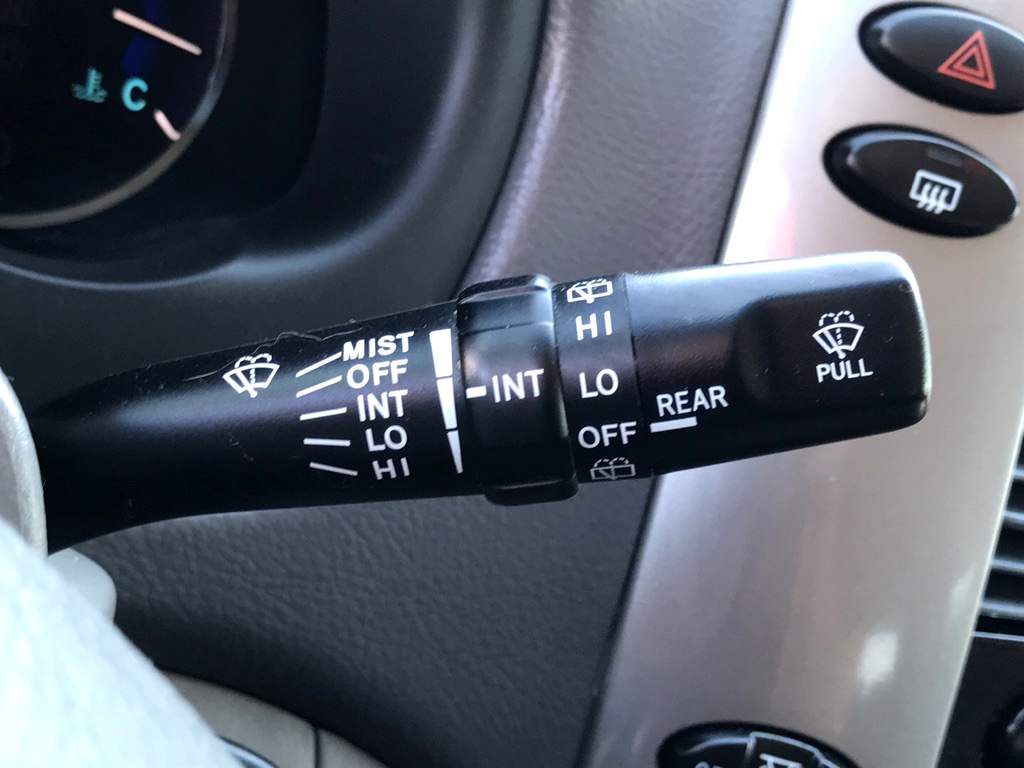 C
MIST
OFF
INT
LO
HI
INT
HI
LO
OFF
REAR
PULL